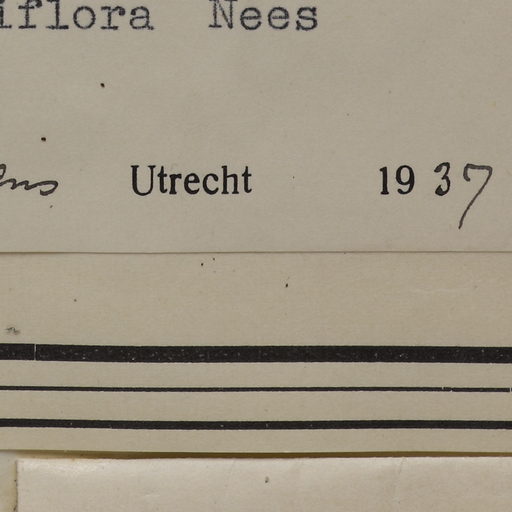 iflora Nees
Utrecht 1937